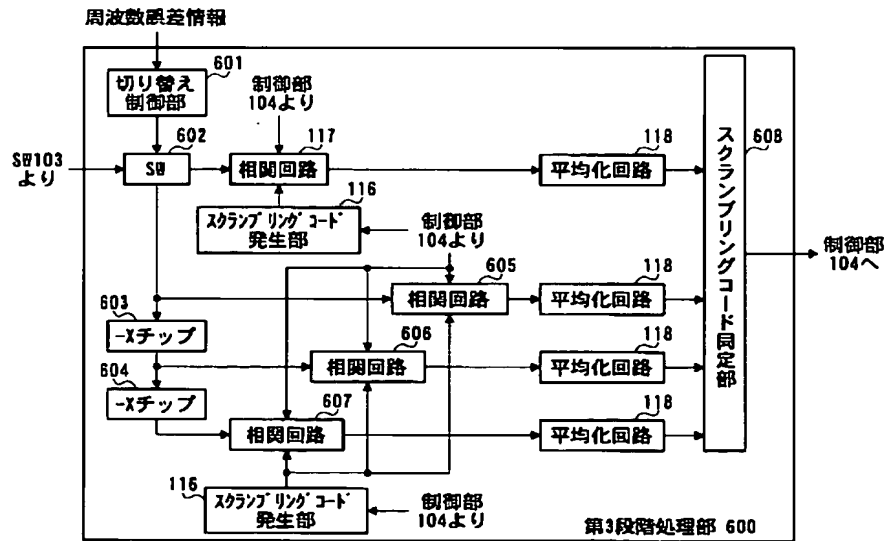 周波数誤差情報
切り替え
制御部
601
制御部
104より
SW103
より
SW
602
相関回路
117
平均化回路
118
スクランブリングコード同定部
608
スクランブリングコード
発生部
116
制御部
104より
制御部
104へ
相関回路
605
平均化回路
118
603
-Xチップ
相関回路
606
平均化回路
118
604
-Xチップ
相関回路
607
平均化回路
118
116
スクランブリングコード
発生部
制御部
104より
第3段階処理部 600